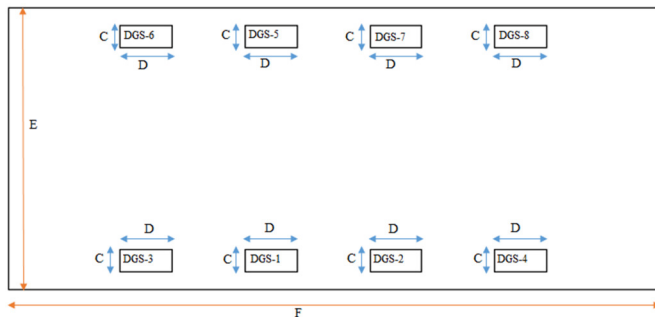 C DGS-6 C DGS-5 C DGS-7 C DGS-8
D D D D
E
D D D D
C DGS-3 C DGS-1 C DGS-2 C DGS-4
F